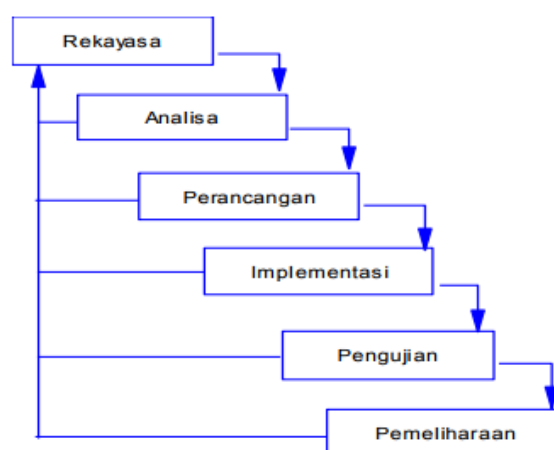 Rekayasa
Analisa
Perancangan
Implementasi
Pengujian
Pemeliharaan